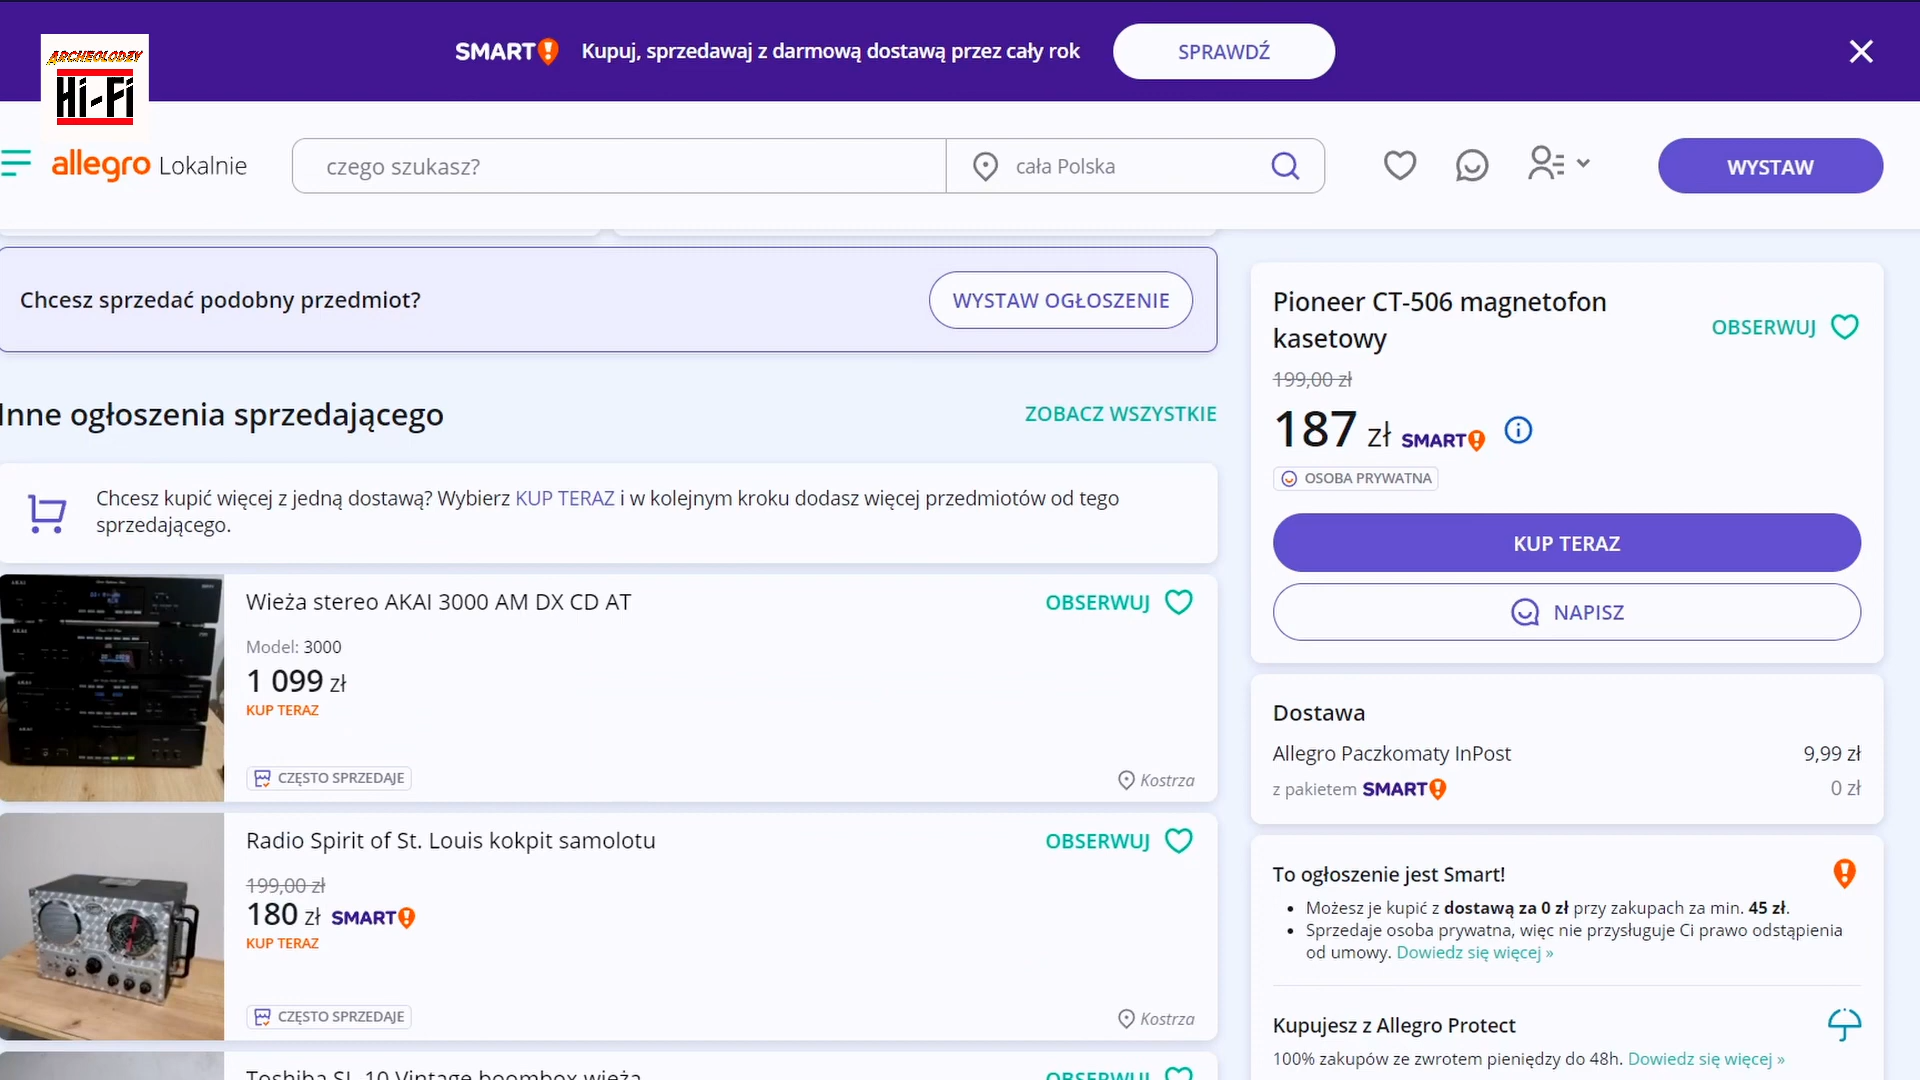 ARCHEOLODZY
Hi-Fi
SMART! Kupuj, sprzedawaj z darmową dostawą przez cały rok
SPRAWDŹ
allegro Lokalnie
czego szukasz?
cała Polska
WYSTAW
Chcesz sprzedać podobny przedmiot?
WYSTAW OGŁOSZENIE
Inne ogłoszenia sprzedającego
ZOBACZ WSZYSTKIE
Chcesz kupić więcej z jedną dostawą? Wybierz KUP TERAZ i w kolejnym kroku dodasz więcej przedmiotów od tego
sprzedającego.
Wieża stereo AKAI 3000 AM DX CD AT
OBSERWUJ
Model: 3000
1 099 zł
KUP TERAZ
CZĘSTO SPRZEDAJE
Kostrza
Radio Spirit of St. Louis kokpit samolotu
OBSERWUJ
199,00 zł
180 zł SMART!
KUP TERAZ
CZĘSTO SPRZEDAJE
Kostrza
Toshiba SL 10 Vintage boombox wieża
OBSERWUJ
Pioneer CT-506 magnetofon
kasetowy
OBSERWUJ
199,00 zł
187 zł SMART!
OSOBA PRYWATNA
KUP TERAZ
NAPISZ
Dostawa
Allegro Paczkomaty InPost 9,99 zł
z pakietem SMART! 0 zł
To ogłoszenie jest Smart!
• Możesz je kupić z dostawą za 0 zł przy zakupach za min. 45 zł.
• Sprzedaje osoba prywatna, więc nie przysługuje Ci prawo odstąpienia
od umowy. Dowiedz się więcej »
Kupujesz z Allegro Protect
100% zakupów ze zwrotem pieniędzy do 48h. Dowiedz się więcej »